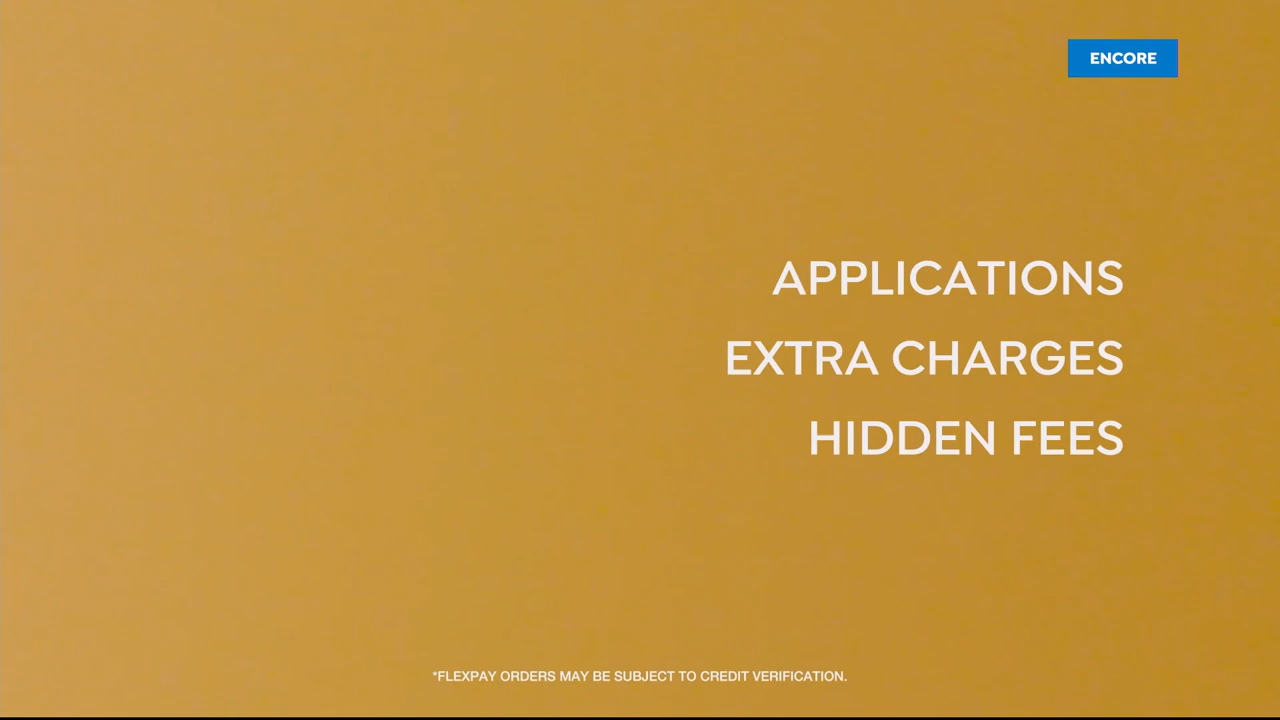 ENCORE
APPLICATIONS
EXTRA CHARGES
HIDDEN FEES
*FLEXPAY ORDERS MAY BE SUBJECT TO CREDIT VERIFICATION.